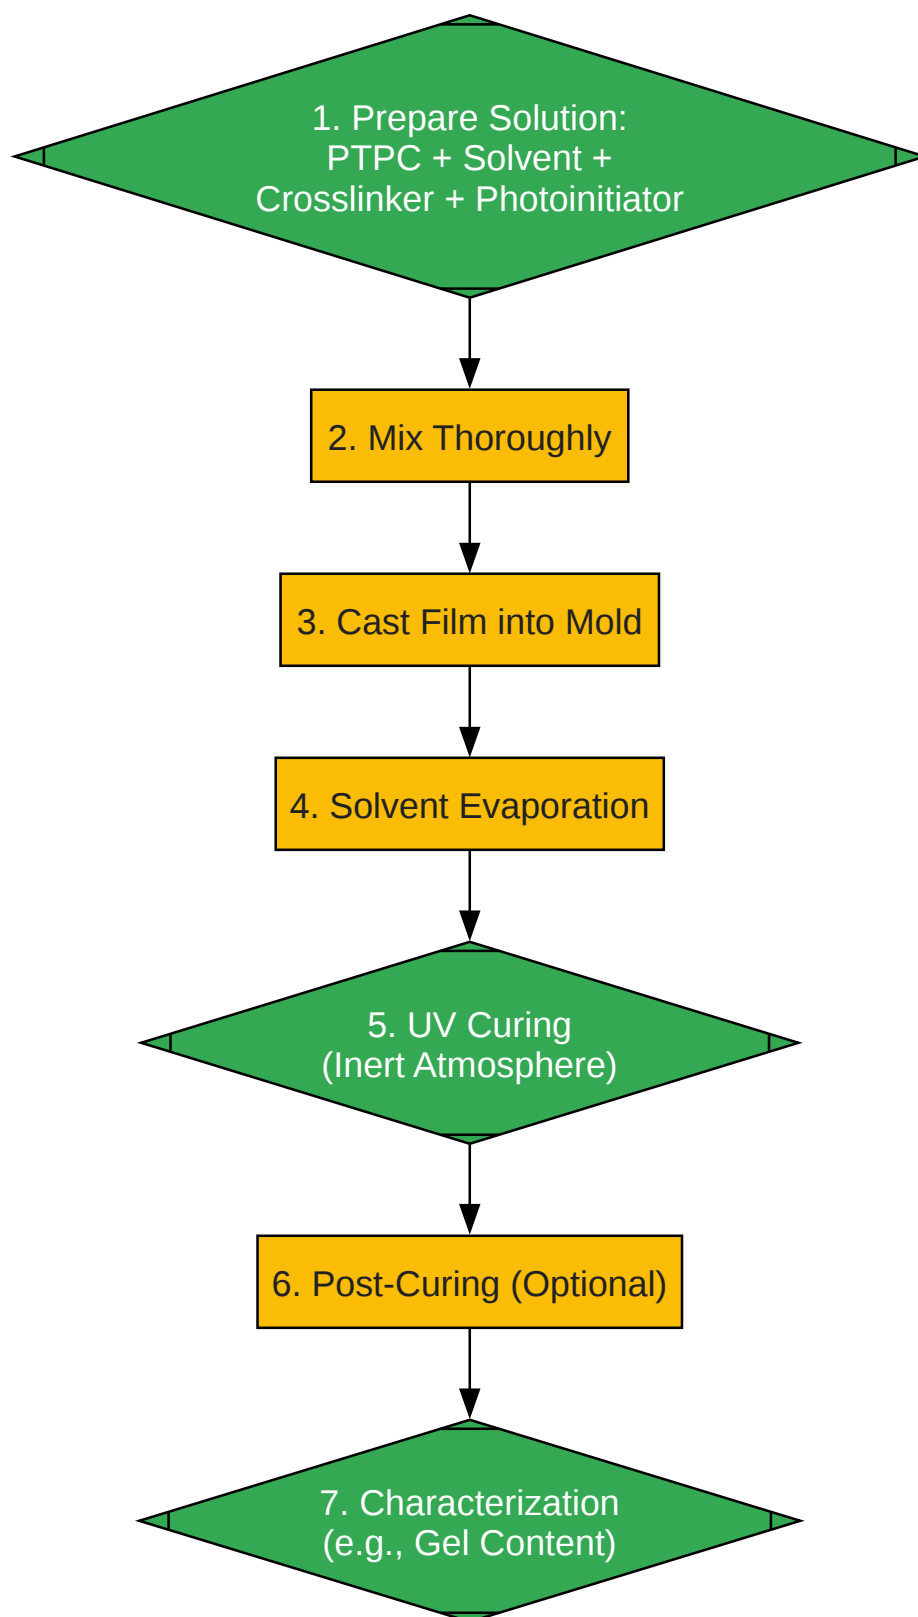 1. Prepare Solution:
PTPC + Solvent +
Crosslinker + Photoinitiator
2. Mix Thoroughly
3. Cast Film into Mold
4. Solvent Evaporation
5. UV Curing
(Inert Atmosphere)
6. Post-Curing (Optional)
7. Characterization
(e.g., Gel Content)